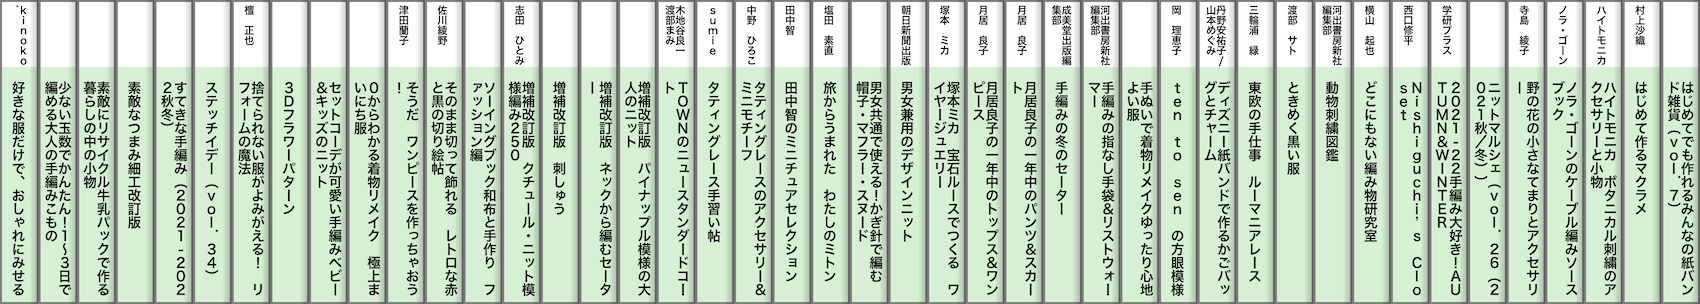 はじめてでも作れるみんなの紙バン
ド雑貨（vol.7）
村上沙織
はじめて作るマクラメ
ハイトモニカ
ハイトモニカ　ボタニカル刺繍のア
クセサリーと小物
ノラ・ゴーン
ノラ・ゴーンのケーブル編みソース
ブック
寺島　綾子
野の花の小さなてまりとアクセサリ
ー
ニットマルシェ（vol.26（2
021秋/冬））
学研プラス
2021-22手編み大好き！AU
TUMN&WINTER
西口修平
Nishiguchi's Clo
set
横山　起也
どこにもない編み物研究室
河出書房新社
編集部
動物刺繍図鑑
渡部　サト
ときめく黒い服
三輪浦　緑
東欧の手仕事　ルーマニアレース
丹野安祐子/
山本めぐみ
ディズニー紙バンドで作るかごバッ
グとチャーム
岡　理恵子
ten to sen の方眼模様
手ぬいで着物リメイクゆったり心地
よい服
河出書房新社
編集部
手編みの指なし手袋&リストウォー
マー
成美堂出版編
集部
手編みの冬のセーター
月居　良子
月居良子の一年中のパンツ&スカー
ト
月居　良子
月居良子の一年中のトップス&ワン
ピース
塚本　ミカ
塚本ミカ　宝石ルースでつくる　ワ
イヤージュエリー
朝日新聞出版
男女兼用のデザインニット
男女共通で使える！かぎ針で編む
帽子・マフラー・スヌード
塩田　素直
旅からうまれた　わたしのミトン
田中智
田中智のミニチュアセレクション
中野　ひろこ
タティングレースのアクセサリー&
ミニモチーフ
sumie
タティングレース手習い帖
木地谷良一
渡部まみ
TOWNのニュースタンダードコー
ト
増補改訂版　パイナップル模様の大
人のニット
増補改訂版　ネックから編むセータ
ー
増補改訂版　刺しゅう
志田　ひとみ
増補改訂版　クチュール・ニット模
様編み250
ソーイングブック和布と手作り　フ
ァッション編
佐川綾野
そのまま切って飾れる　レトロな赤
と黒の切り絵帖
津田蘭子
そうだ　ワンピースを作っちゃおう
！
0からわかる着物リメイク　極上ま
いにち服
セットコーデが可愛い手編みベビー
&キッズのニット
3Dフラワーパターン
檀　正也
捨てられない服がよみがえる！　リ
フォームの魔法
ステッチイデー（vol.34）
すてきな手編み（2021-202
2秋冬）
素敵なつまみ細工改訂版
素敵にリサイクル牛乳パックで作る
暮らしの中の小物
少ない玉数でかんたん！1〜3日で
編める大人の手編みこもの
.kinoko
好きな服だけで、おしゃれにみせる